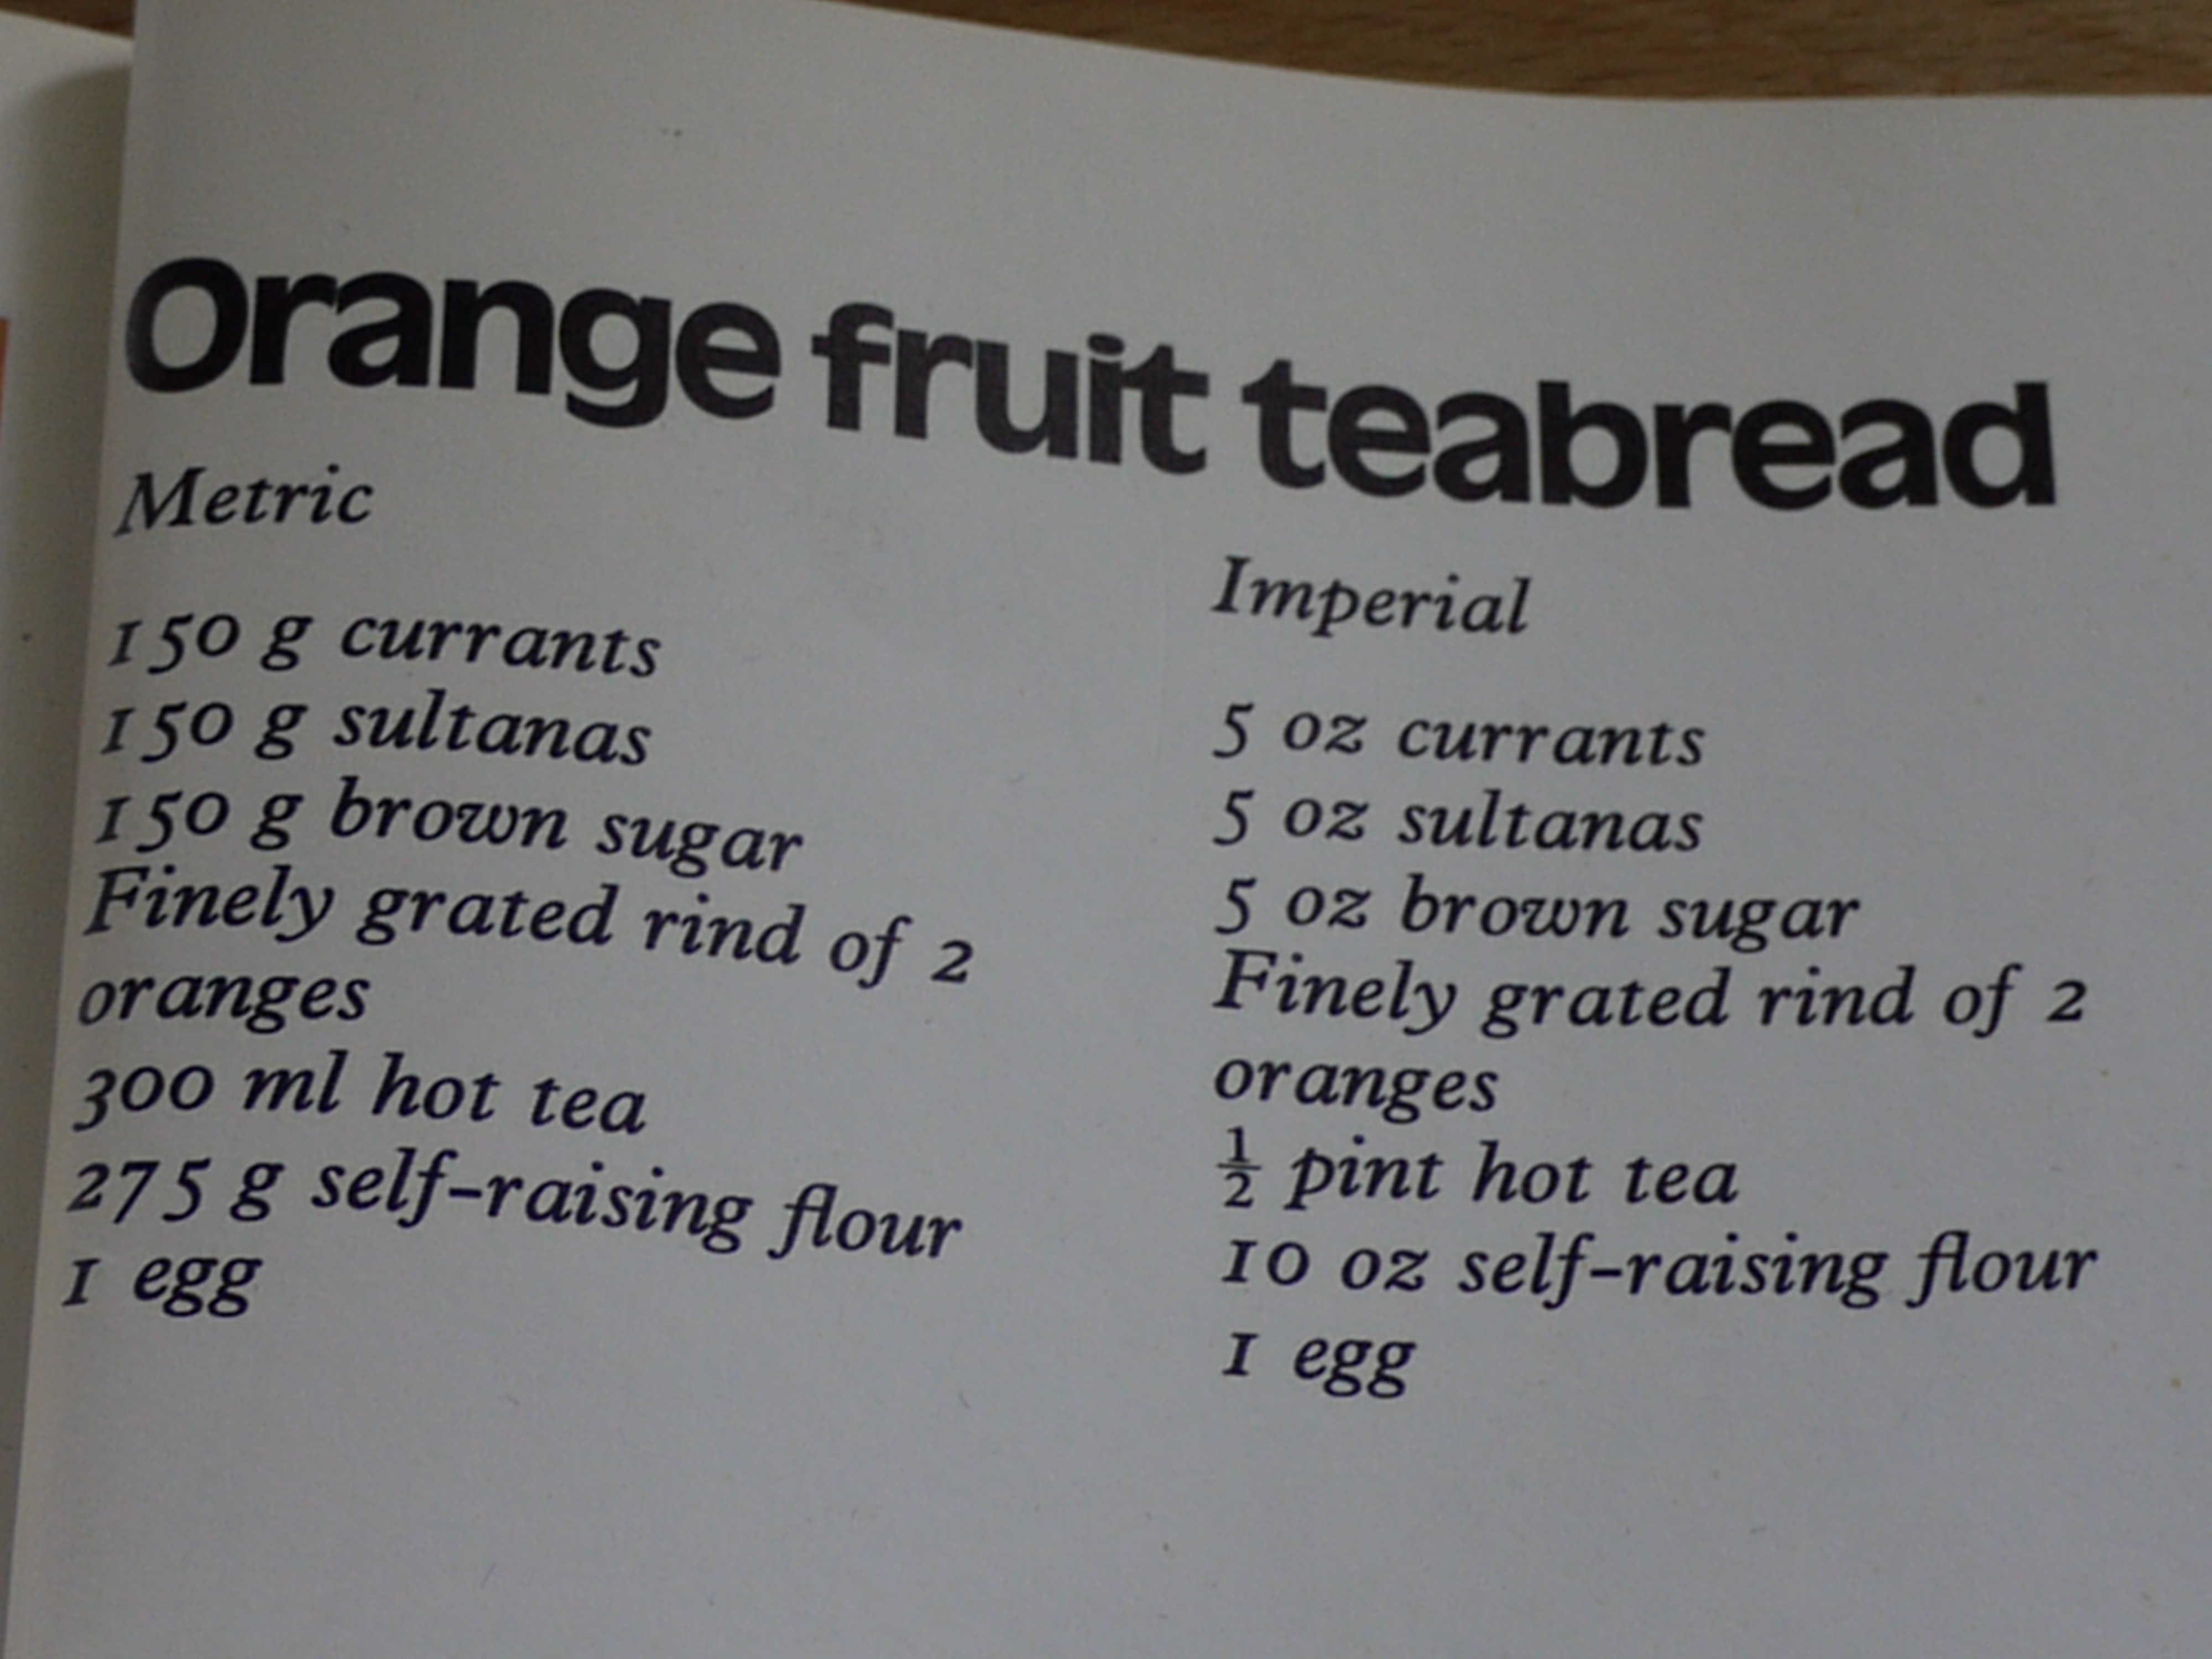 Orange fruit teabread
Metric
150 g currants
150 g sultanas
150 g brown sugar
Finely grated rind of 2
oranges
300 ml hot tea
275 g self-raising flour
1 egg
Imperial
5 oz currants
5 oz sultanas
5 oz brown sugar
Finely grated rind of 2
oranges
½ pint hot tea
10 oz self-raising flour
1 egg